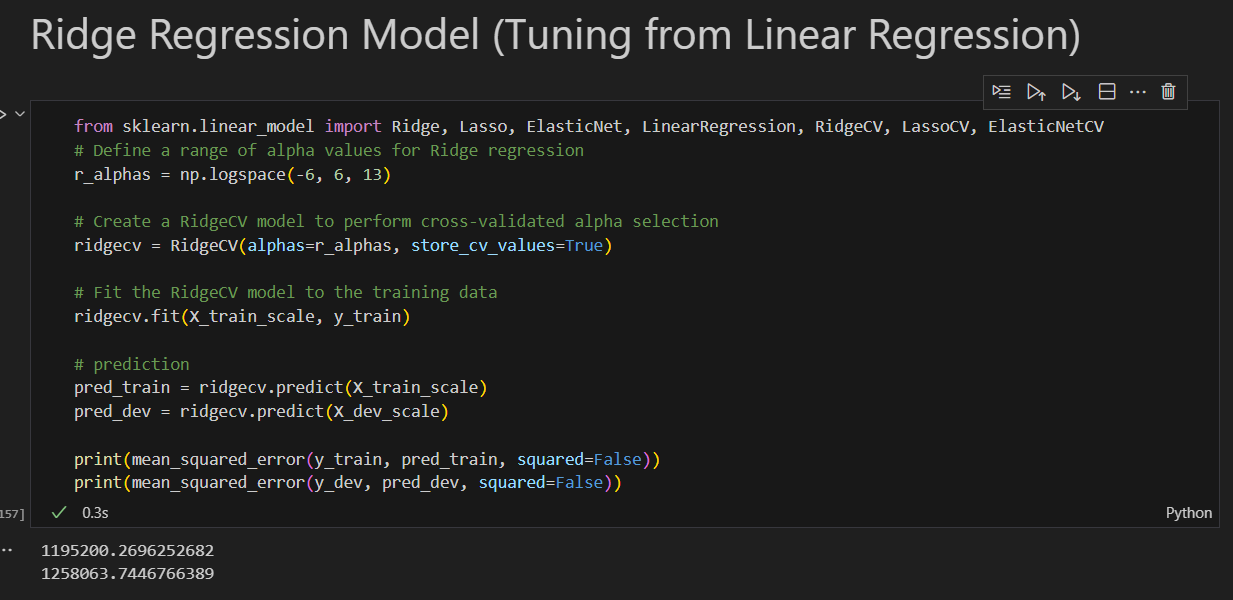 Ridge Regression Model (Tuning from Linear Regression)
from sklearn.linear_model import Ridge, Lasso, ElasticNet, LinearRegression, RidgeCV, LassoCV, ElasticNetCV
# Define a range of alpha values for Ridge regression
r_alphas = np.logspace(-6, 6, 13)
# Create a RidgeCV model to perform cross-validated alpha selection
ridgecv = RidgeCV(alphas=r_alphas, store_cv_values=True)
# Fit the RidgeCV model to the training data
ridgecv.fit(X_train_scale, y_train)
# prediction
pred_train = ridgecv.predict(X_train_scale)
pred_dev = ridgecv.predict(X_dev_scale)
print(mean_squared_error(y_train, pred_train, squared=False))
print(mean_squared_error(y_dev, pred_dev, squared=False))
157]
0.3s
Python
1195200.2696252682
1258063.7446766389